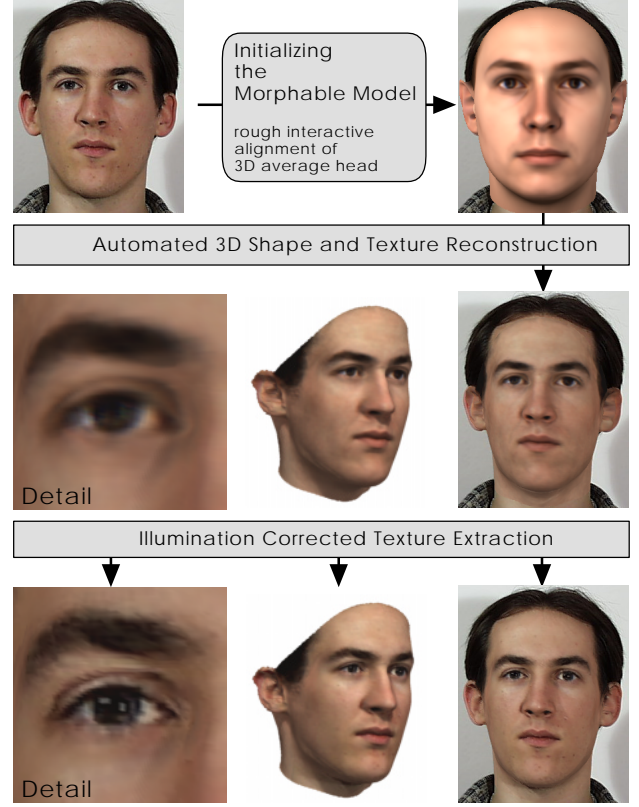 Initializing
the
Morphable Model
rough interactive
alignment of
3D average head
Automated 3D Shape and Texture Reconstruction
Detail
Illumination Corrected Texture Extraction
Detail